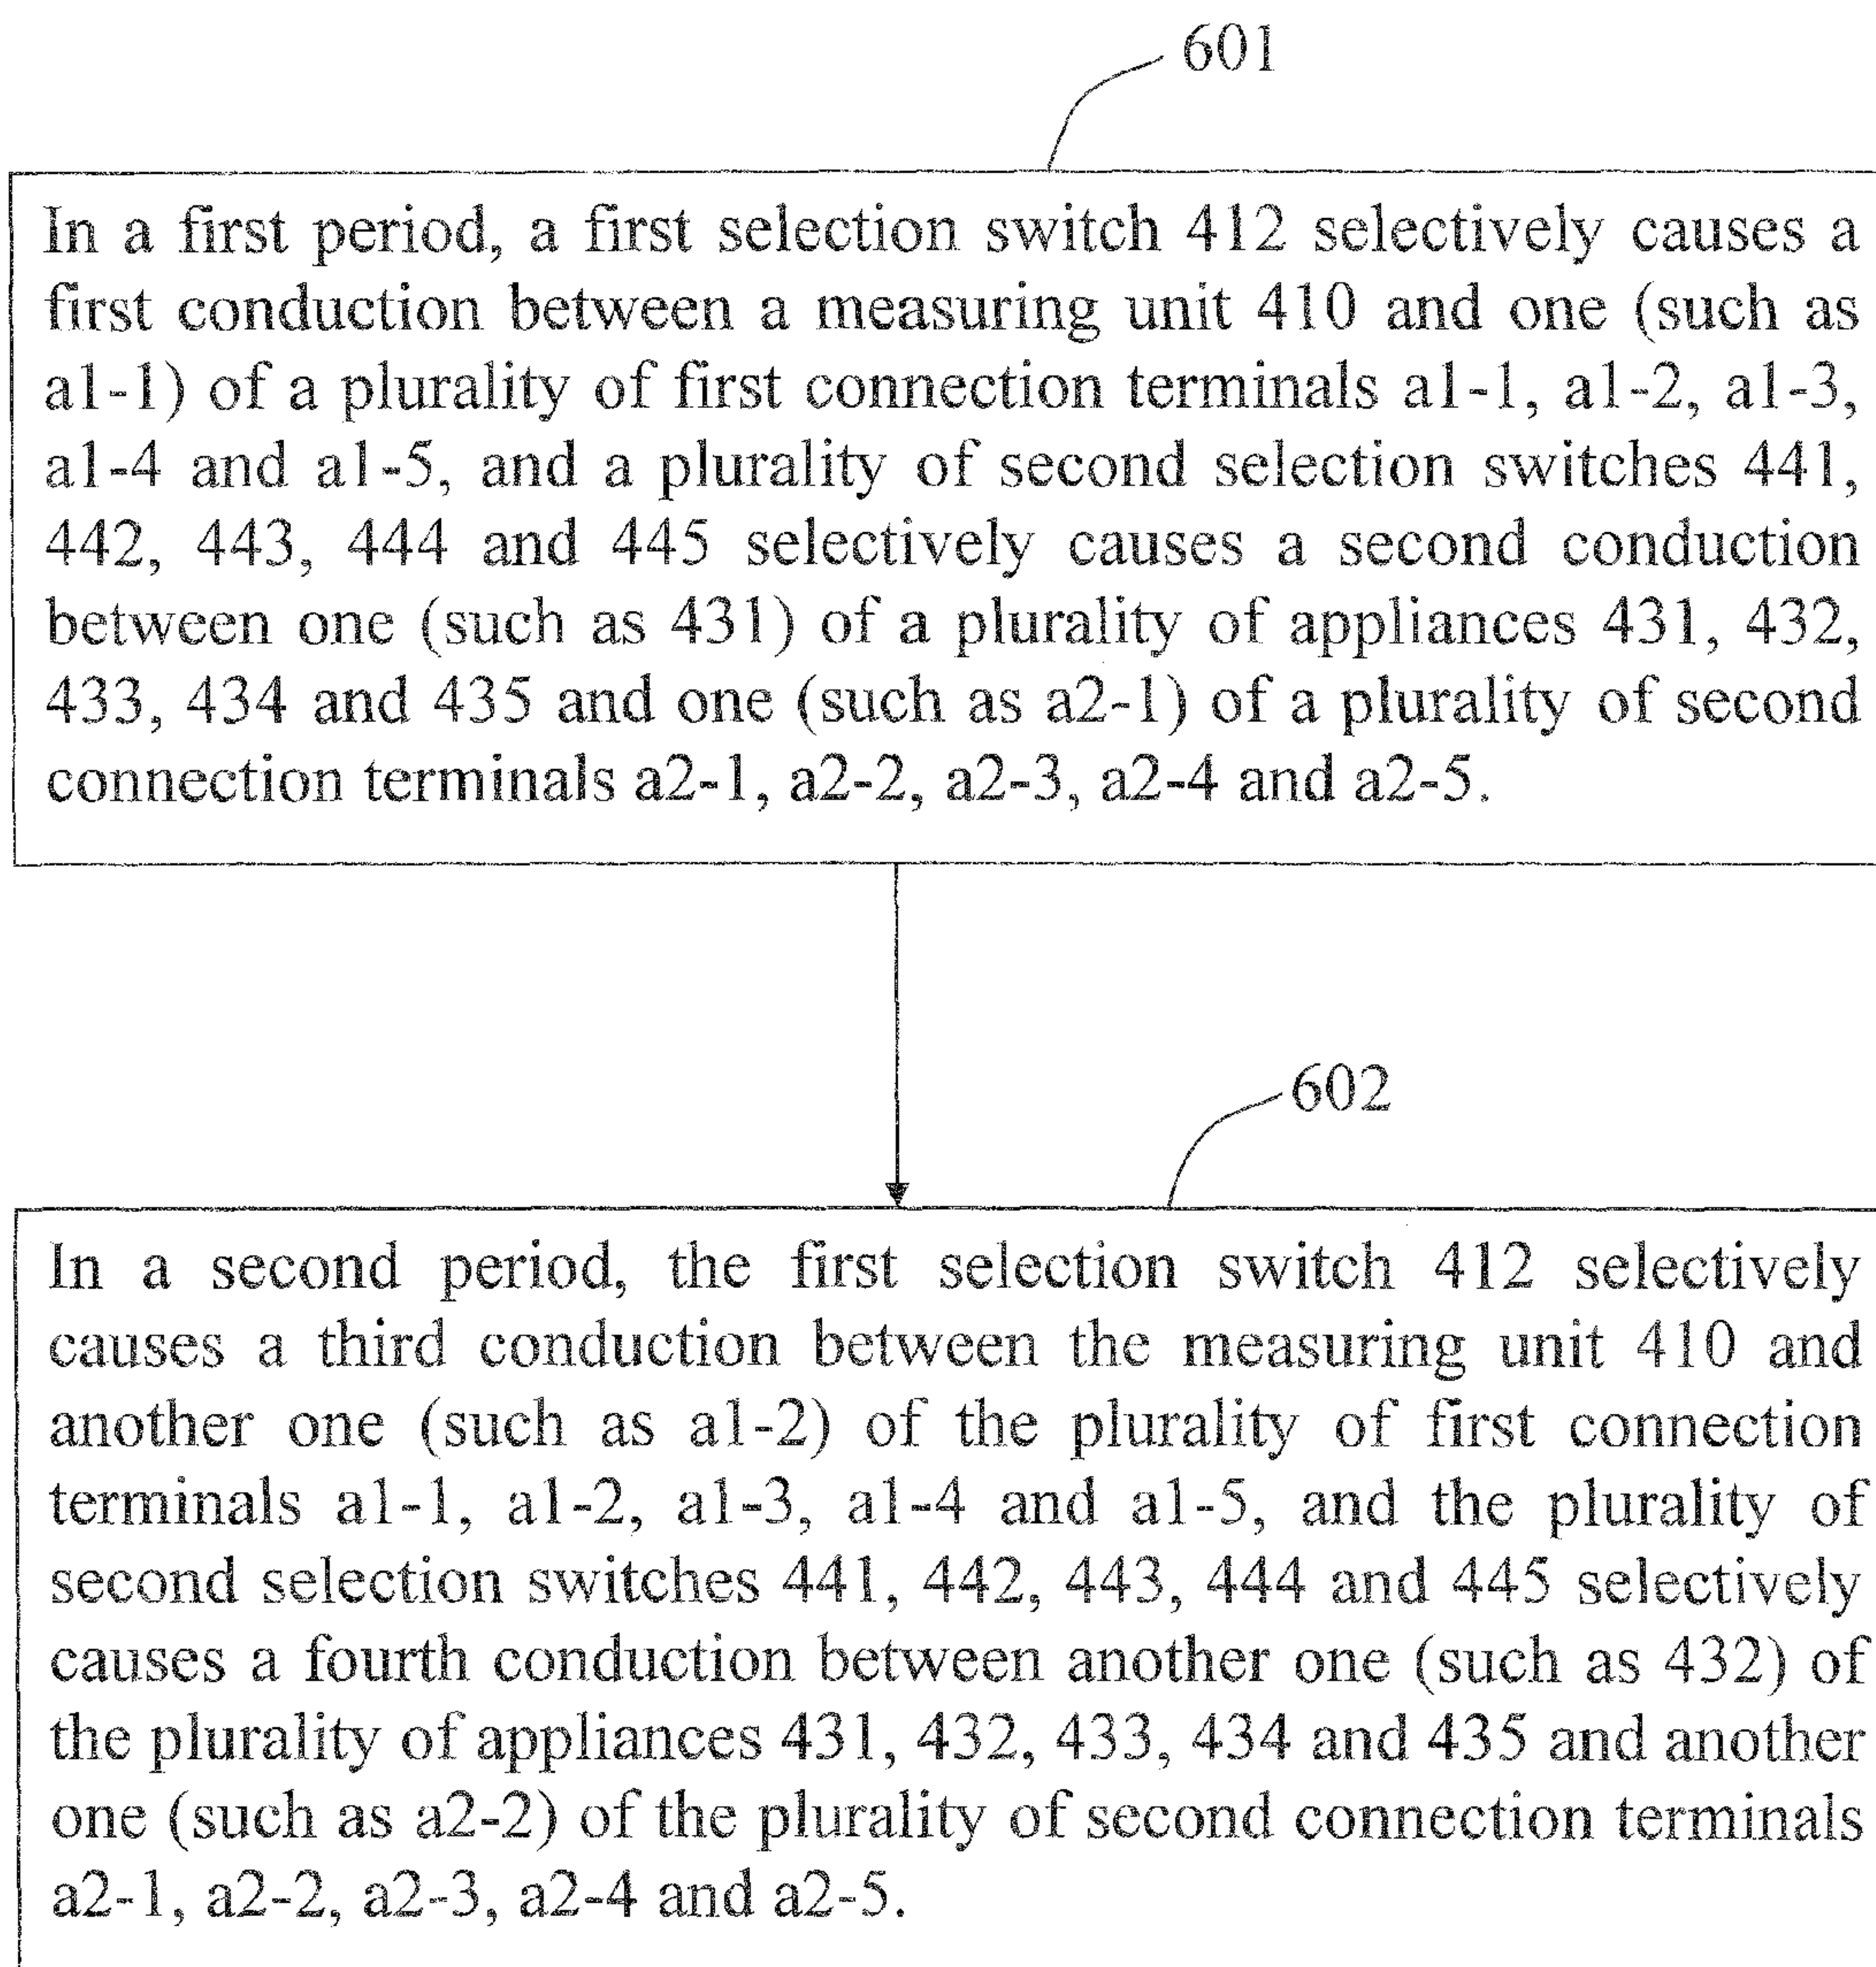 601
In a first period, a first selection switch 412 selectively causes a
first conduction between a measuring unit 410 and one (such as
a1-1) of a plurality of first connection terminals a1-1, a1-2, a1-3,
a1-4 and a1-5, and a plurality of second selection switches 441,
442, 443, 444 and 445 selectively causes a second conduction
between one (such as 431) of a plurality of appliances 431, 432,
433, 434 and 435 and one (such as a2-1) of a plurality of second
connection terminals a2-1, a2-2, a2-3, a2-4 and a2-5.
602
In a second period, the first selection switch 412 selectively
causes a third conduction between the measuring unit 410 and
another one (such as a1-2) of the plurality of first connection
terminals a1-1, a1-2, a1-3, a1-4 and a1-5, and the plurality of
second selection switches 441, 442, 443, 444 and 445 selectively
causes a fourth conduction between another one (such as 432) of
the plurality of appliances 431, 432, 433, 434 and 435 and another
one (such as a2-2) of the plurality of second connection terminals
a2-1, a2-2, a2-3, a2-4 and a2-5.